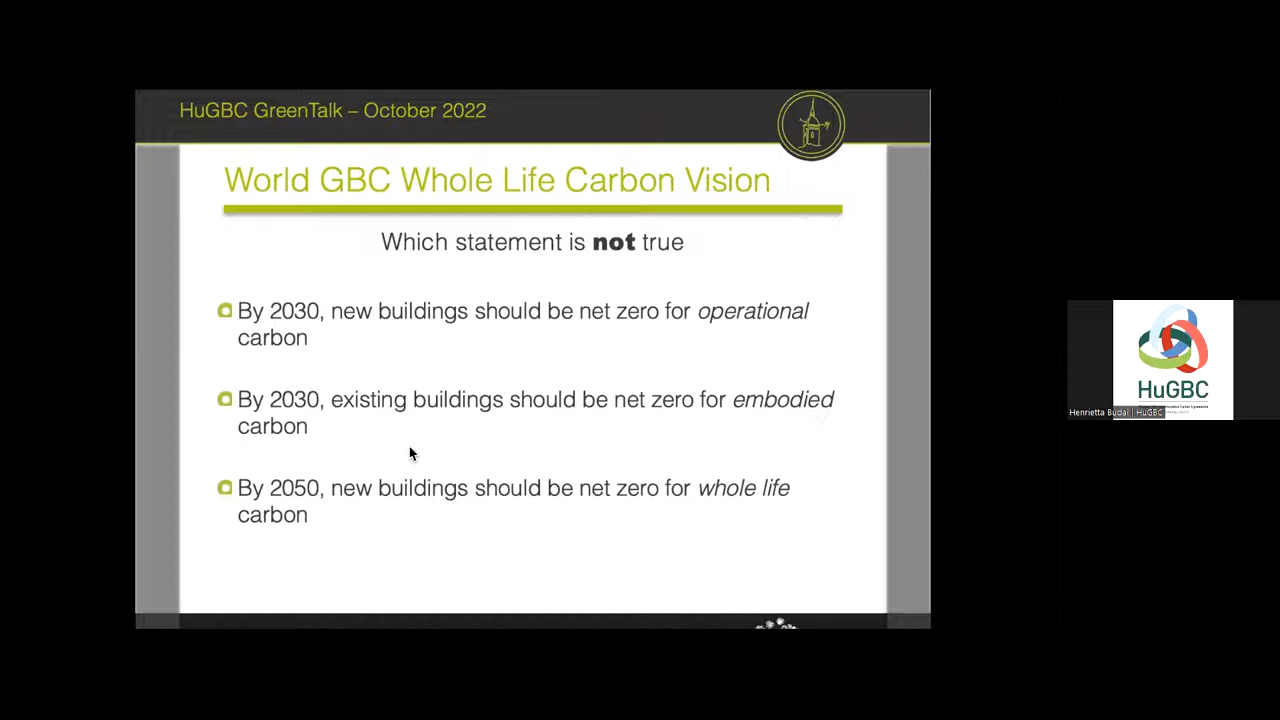 HuGBC GreenTalk – October 2022
World GBC Whole Life Carbon Vision
Which statement is not true
By 2030, new buildings should be net zero for operational
carbon
By 2030, existing buildings should be net zero for embodied
carbon
By 2050, new buildings should be net zero for whole life
carbon
HuGBC
Henrietta Budai | HuGBC